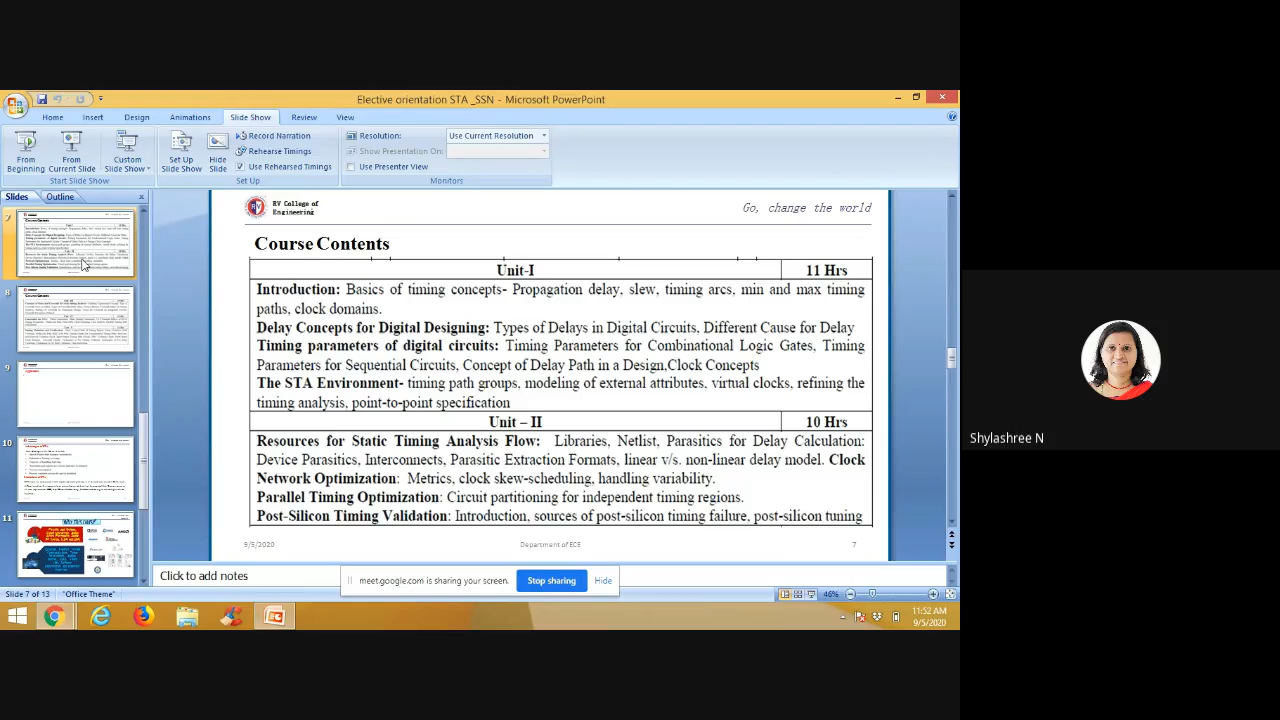 Elective orientation STA _SSN - Microsoft PowerPoint
Home Insert Design Animations Slide Show Review View
From Beginning
From Current Slide
Custom Slide Show
Start Slide Show
Set Up Slide Show
Hide Slide
Record Narration
Rehearse Timings
Use Rehearsed Timings
Set Up
Resolution: Use Current Resolution
Show Presentation On:
Use Presenter View
Monitors
Slides Outline
7
8
9
10
11
RV College of
Engineering
Go, change the world
Course Contents
Unit-I 11 Hrs
Introduction: Basics of timing concepts- Propagation delay, slew, timing arcs, min and max timing
paths, clock domains.
Delay Concepts for Digital Designing: Types of Delays in Digital Circuits, Different Units for Delay
Timing parameters of digital circuits: Timing Parameters for Combinational Logic Gates, Timing
Parameters for Sequential Circuits, Concept of Delay Path in a Design,Clock Concepts
The STA Environment- timing path groups, modeling of external attributes, virtual clocks, refining the
timing analysis, point-to-point specification
Unit – II 10 Hrs
Resources for Static Timing Analysis Flow: Libraries, Netlist, Parasitics for Delay Calculation:
Device Parasitics, Interconnects, Parasitic Extraction Formats, linear v/s. non-linear delay model. Clock
Network Optimization: Metrics, clock skew-scheduling, handling variability.
Parallel Timing Optimization: Circuit partitioning for independent timing regions.
Post-Silicon Timing Validation: Introduction, sources of post-silicon timing failure, post-silicon tuning
9/5/2020 Department of ECE 7
Click to add notes
meet.google.com is sharing your screen. Stop sharing Hide
Slide 7 of 13 "Office Theme" 46%
11:52 AM
9/5/2020
Shylashree N